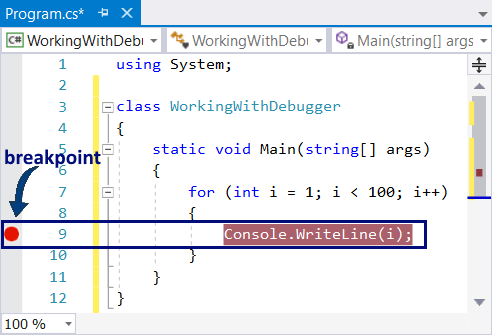 Program.cs*
C# WorkingWithDebu WorkingWithDebu Main(string[] args
1 using System;
2
3 class WorkingWithDebugger
4 {
breakpoint
5 static void Main(string[] args)
6 {
7 for (int i = 1; i < 100; i++)
8 {
9 Console.WriteLine(i);
10 }
11 }
12 }
100 %